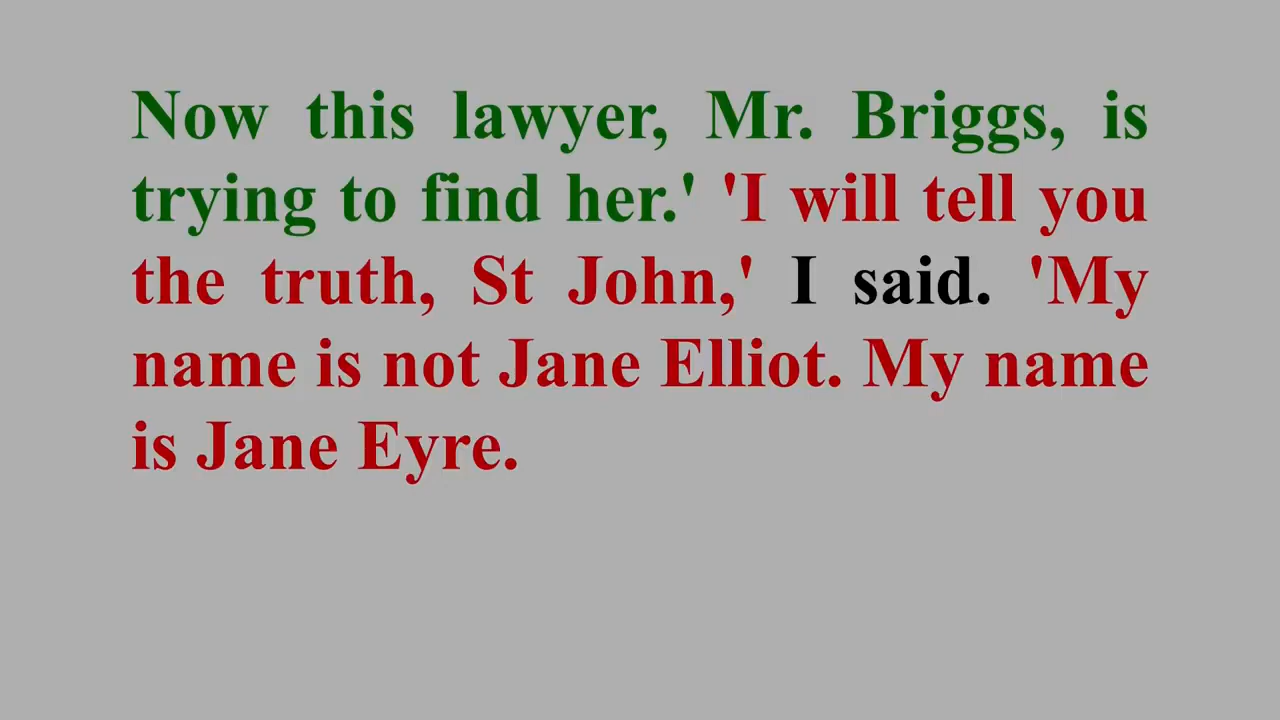 Now this lawyer, Mr. Briggs, is
trying to find her.' 'I will tell you
the truth, St John,' I said. 'My
name is not Jane Elliot. My name
is Jane Eyre.